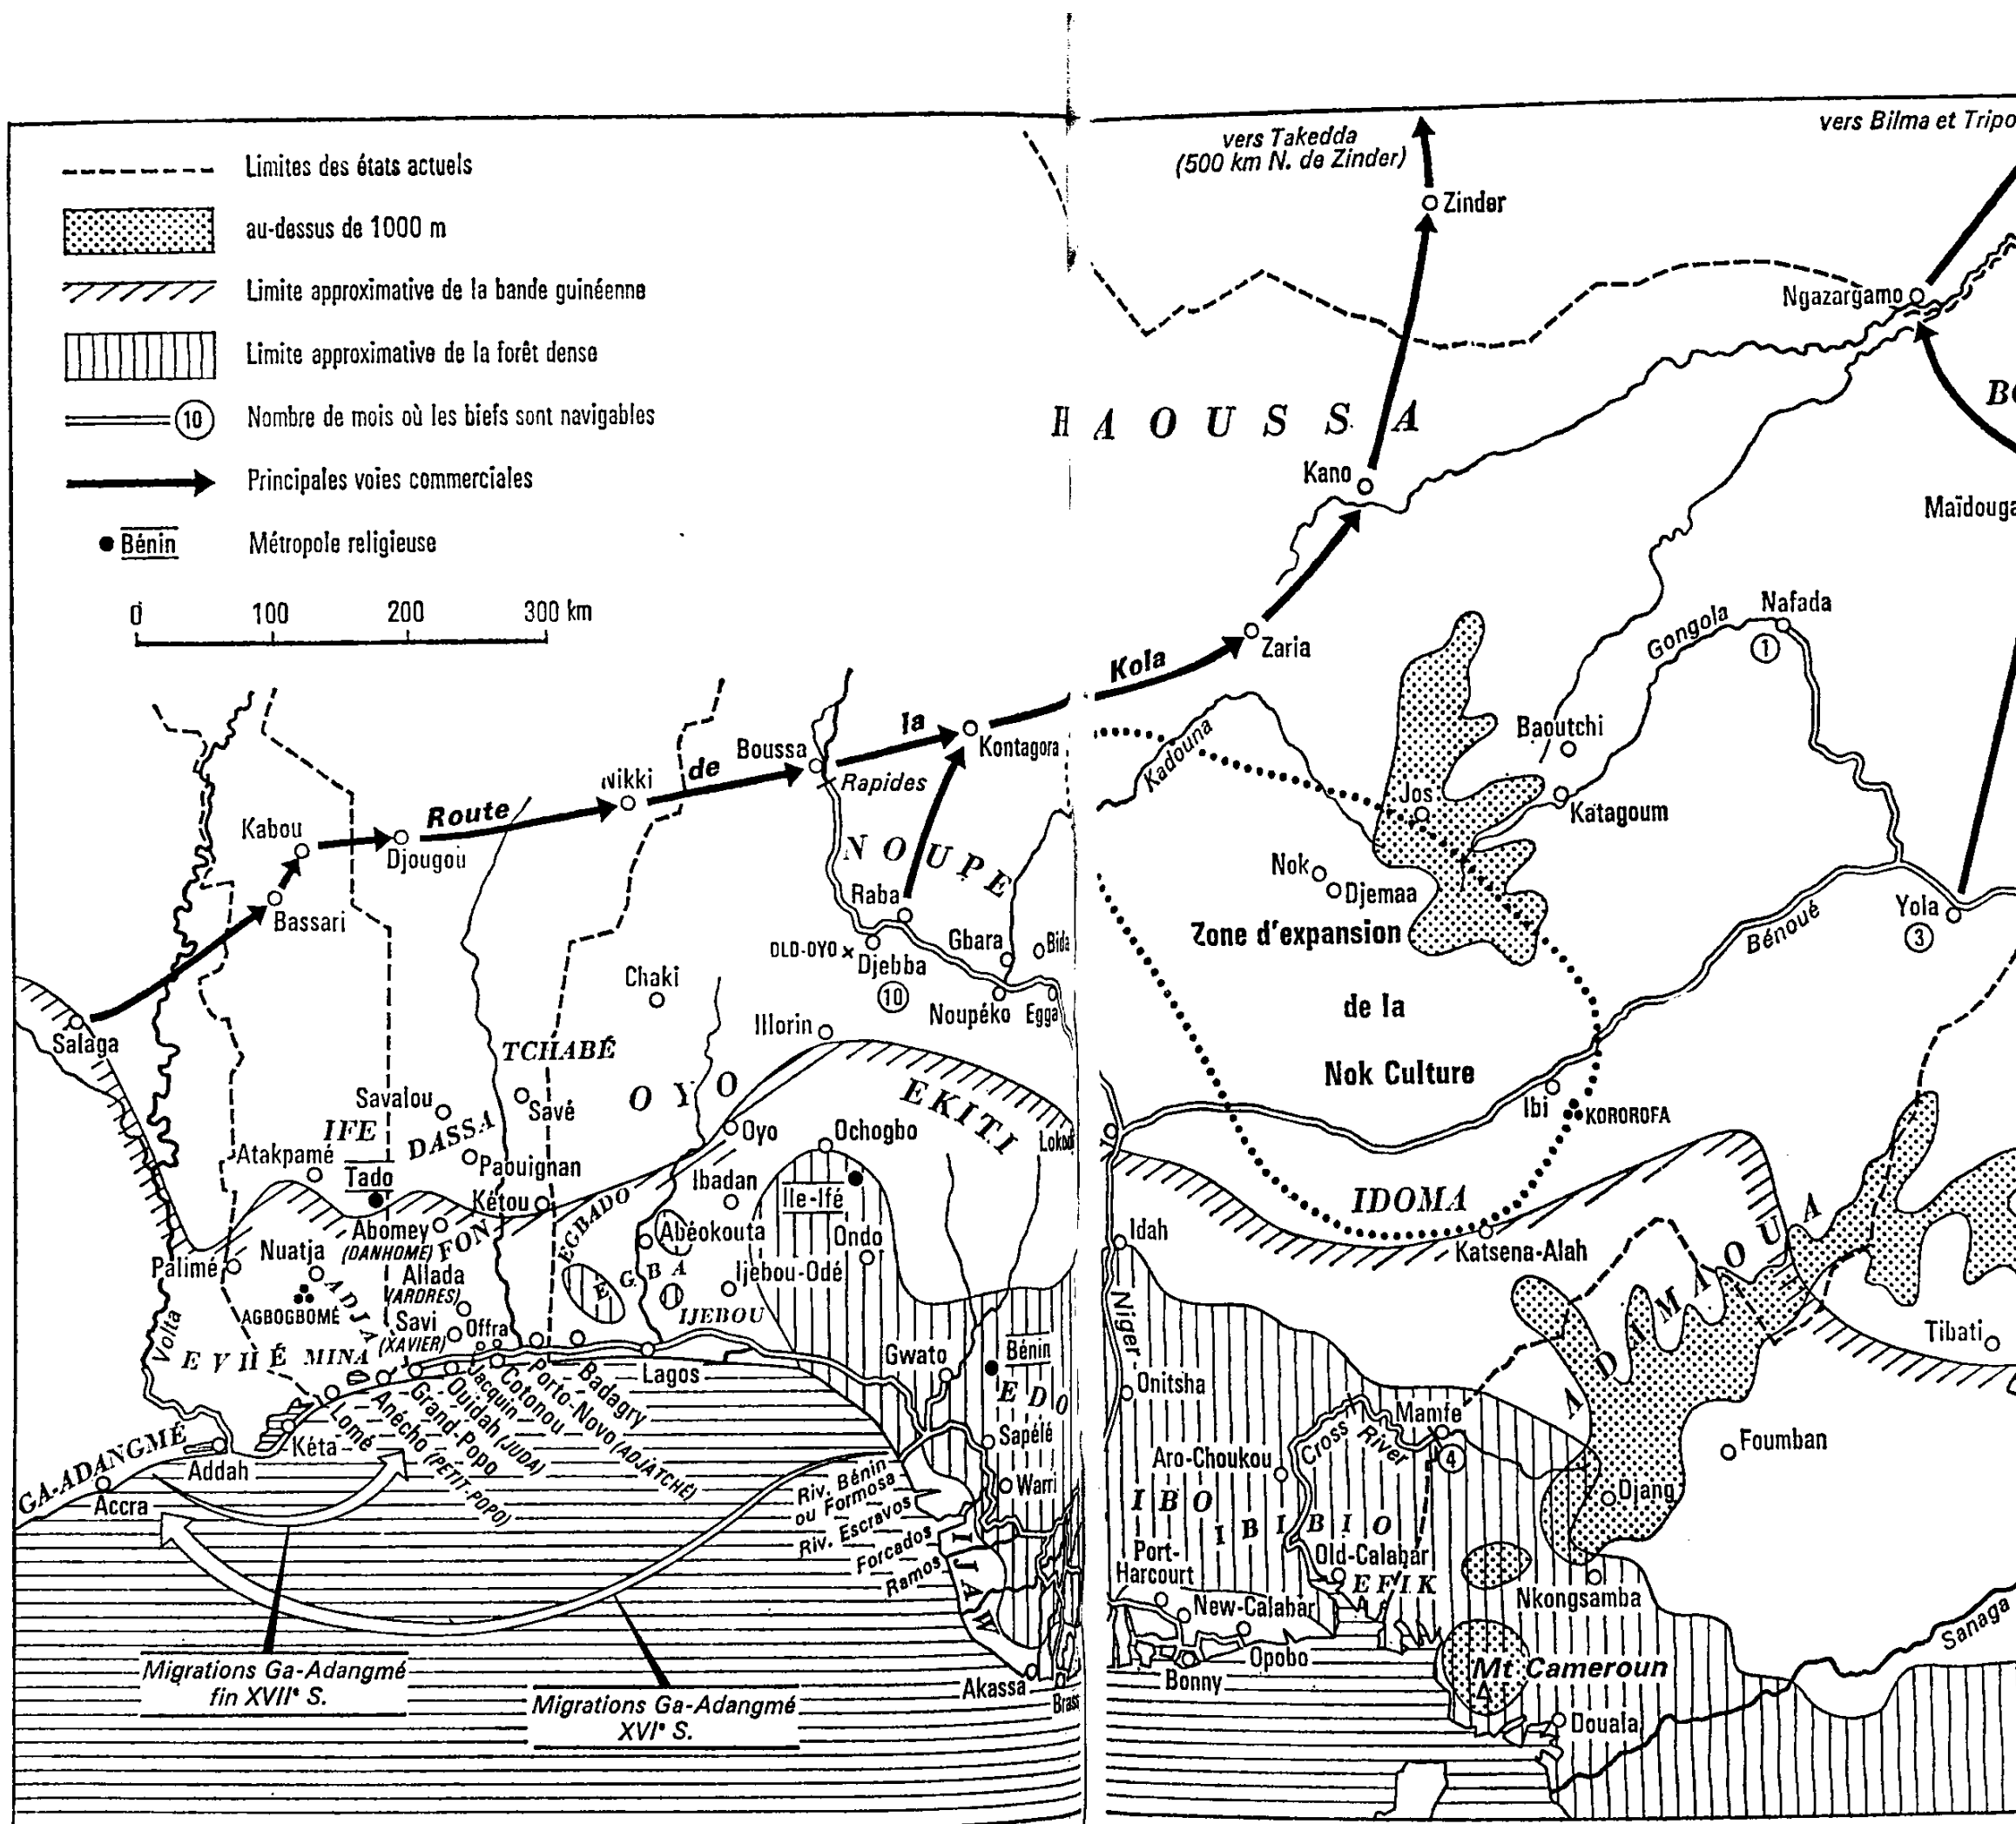 Limites des états actuels
au-dessus de 1000 m
Limite approximative de la bande guinéenne
Limite approximative de la forêt dense
10 Nombre de mois où les biefs sont navigables
Principales voies commerciales
Bénin Métropole religieuse
0 100 200 300 km
vers Takedda
(500 km N. de Zinder)
vers Bilma et Tripo
Zinder
Ngazargamo
HAOUSSA
Kano
Maïdouga
Zaria
Gongola
Nafada
1
Route de la Kola
Kontagora
Boussa
Rapides
Nikki
Kabou
Djougou
Bassari
Salaga
Kadouna
Baoutchi
Jos
Katagoum
Nok
Djemaa
NOUPE
Raba
OLD-OYO
Djebba
10
Gbara
Bida
Noupéko
Egga
Zone d'expansion
de la
Nok Culture
Bénoué
Yola
3
Chaki
Illorin
TCHABÉ
OYO
EKITI
Savalou
Savé
IFE
DASSA
Atakpamé
Tado
Paouignan
Kétou
Oyo
Ochogbo
Ibadan
Ile-Ifé
Ondo
Ibi
KOROROFA
IDOMA
Katsena-Alah
Idah
ADAMAOUA
Tibati
Foumban
Abomey
(DANHOMÉ)
FON
EGBADO
Abéokouta
EGBA
Ijebou-Odé
IJEBOU
Palimé
Nuatja
AGBOGBOMÉ
ADJA
Allada
(ARDRES)
Savi
(XAVIER)
Offra
Volta
MINA
Lagos
Gwato
Bénin
EDO
Niger
Onitsha
GA-ADANGMÉ
Accra
Addah
Kéta
Lomé
Anécho (PETIT-POPO)
Grand-Popo
Ouidah (JUDA)
Jacquin
Cotonou
Porto-Novo (ADJATCHÉ)
Badagry
Sapélé
Warri
Riv. Bénin
ou Formosa
Riv. Escravos
Forcados
Ramos
IJAW
Akassa
Brass
Aro-Choukou
Cross River
Mamfe
4
IBO
IBIBIO
Port-
Harcourt
Old-Calabar
EFIK
New-Calabar
Opobo
Bonny
Djang
Nkongsamba
Mt Cameroun
Douala
Sanaga
Migrations Ga-Adangmé
fin XVIIe S.
Migrations Ga-Adangmé
XVIe S.